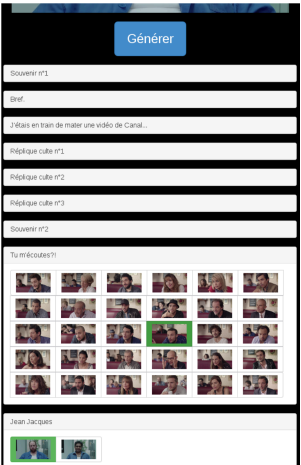 Générer
Souvenir n°1
Bref.
J'étais en train de mater une vidéo de Canal...
Réplique culte n°1
Réplique culte n°2
Réplique culte n°3
Souvenir n°2
Tu m'écoutes?!
Jean Jacques